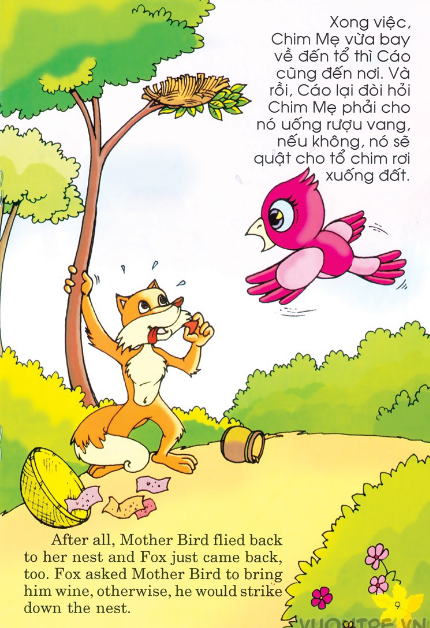 Xong việc,
Chim Mẹ vừa bay
về đến tổ thì Cáo
cũng đến nơi. Và
rồi, Cáo lại đòi hỏi
Chim Mẹ phải cho
nó uống rượu vang,
nếu không, nó sẽ
quật cho tổ chim rơi
xuống đất.
After all, Mother Bird flied back
to her nest and Fox just came back,
too. Fox asked Mother Bird to bring
him wine, otherwise, he would strike
down the nest.
9
VUONTRE.VN